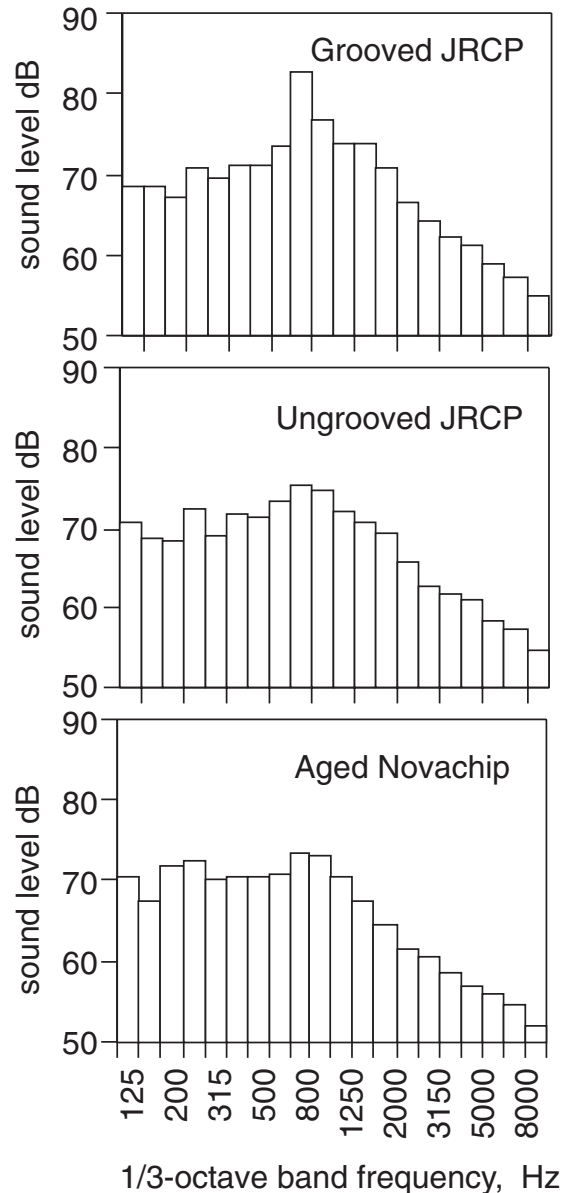 Grooved JRCP
sound level dB
90
80
70
60
50
Ungrooved JRCP
sound level dB
90
80
70
60
50
Aged Novachip
sound level dB
90
80
70
60
50
125 200 315 500 800 1250 2000 3150 5000 8000
1/3-octave band frequency, Hz